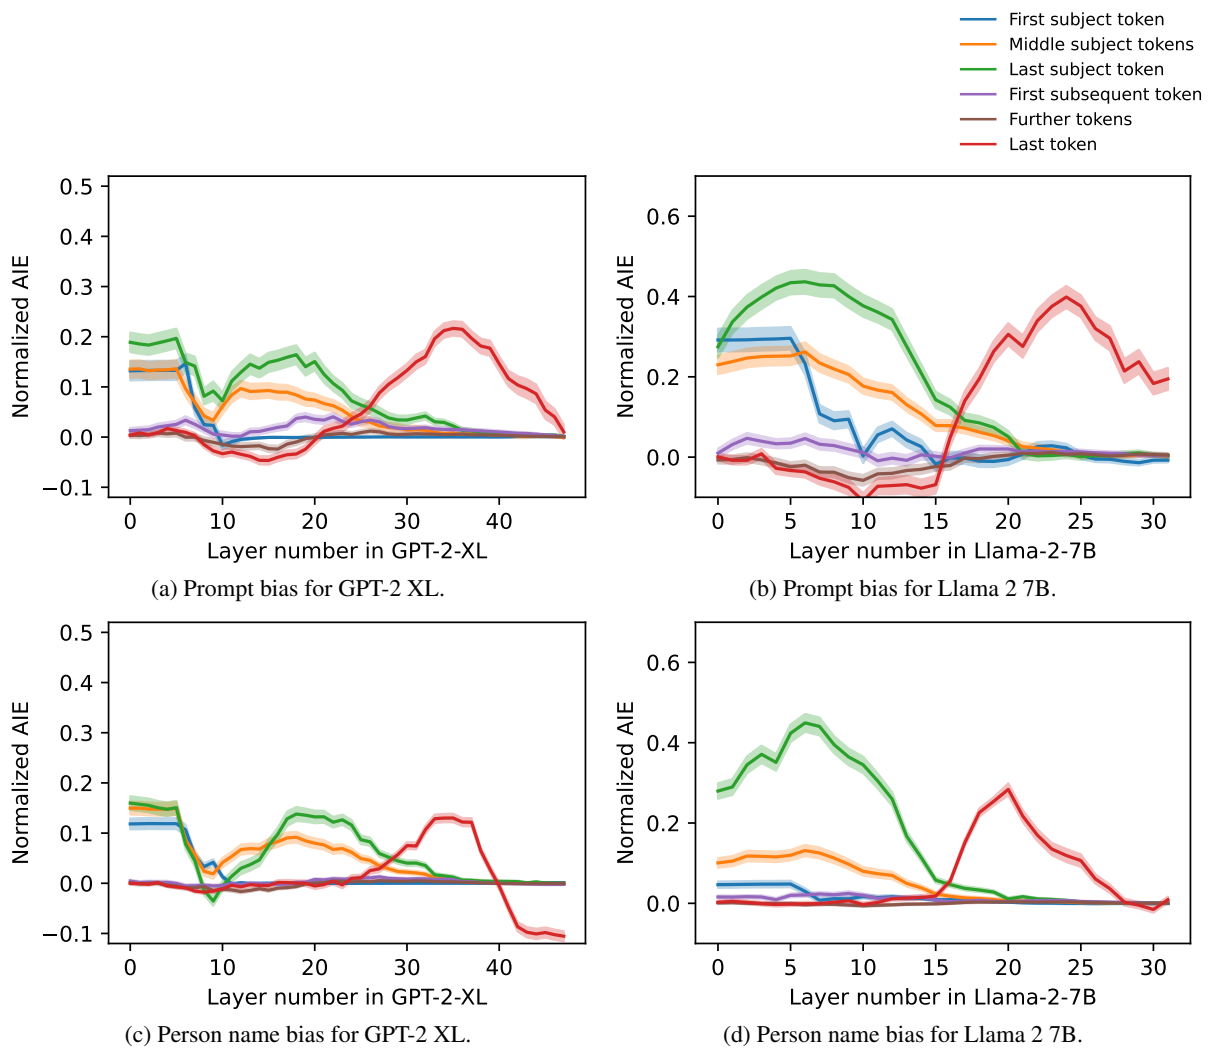 First subject token
Middle subject tokens
Last subject token
First subsequent token
Further tokens
Last token
0.5
0.4
0.3
0.2
0.1
0.0
−0.1
Normalized AIE
0 10 20 30 40
Layer number in GPT-2-XL
(a) Prompt bias for GPT-2 XL.
0.6
0.4
0.2
0.0
Normalized AIE
0 5 10 15 20 25 30
Layer number in Llama-2-7B
(b) Prompt bias for Llama 2 7B.
0.5
0.4
0.3
0.2
0.1
0.0
−0.1
Normalized AIE
0 10 20 30 40
Layer number in GPT-2-XL
(c) Person name bias for GPT-2 XL.
0.6
0.4
0.2
0.0
Normalized AIE
0 5 10 15 20 25 30
Layer number in Llama-2-7B
(d) Person name bias for Llama 2 7B.